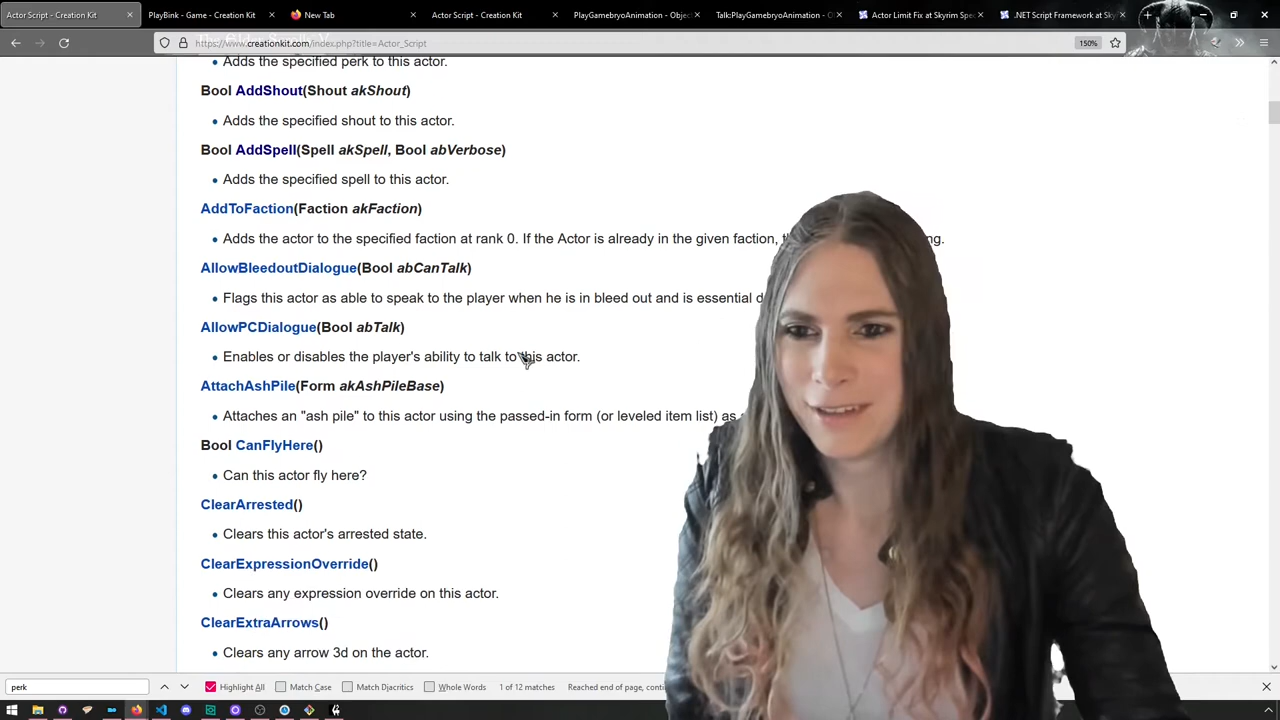 Actor Script - Creation Kit
PlayBink - Game - Creation Kit
New Tab
Actor Script - Creation Kit
PlayGamebryoAnimation - Objec
Talk:PlayGamebryoAnimation - O
Actor Limit Fix at Skyrim Spec
.NET Script Framework at Sky
https://www.creationkit.com/index.php?title=Actor_Script
150%
Adds the specified perk to this actor.
Bool AddShout(Shout akShout)
Adds the specified shout to this actor.
Bool AddSpell(Spell akSpell, Bool abVerbose)
Adds the specified spell to this actor.
AddToFaction(Faction akFaction)
Adds the actor to the specified faction at rank 0. If the Actor is already in the given faction,
AllowBleedoutDialogue(Bool abCanTalk)
Flags this actor as able to speak to the player when he is in bleed out and is essential
AllowPCDialogue(Bool abTalk)
Enables or disables the player's ability to talk to this actor.
AttachAshPile(Form akAshPileBase)
Attaches an "ash pile" to this actor using the passed-in form (or leveled item list) as
Bool CanFlyHere()
Can this actor fly here?
ClearArrested()
Clears this actor's arrested state.
ClearExpressionOverride()
Clears any expression override on this actor.
ClearExtraArrows()
Clears any arrow 3d on the actor.
perk
Highlight All
Match Case
Match Diacritics
Whole Words
1 of 12 matches
Reached end of page,